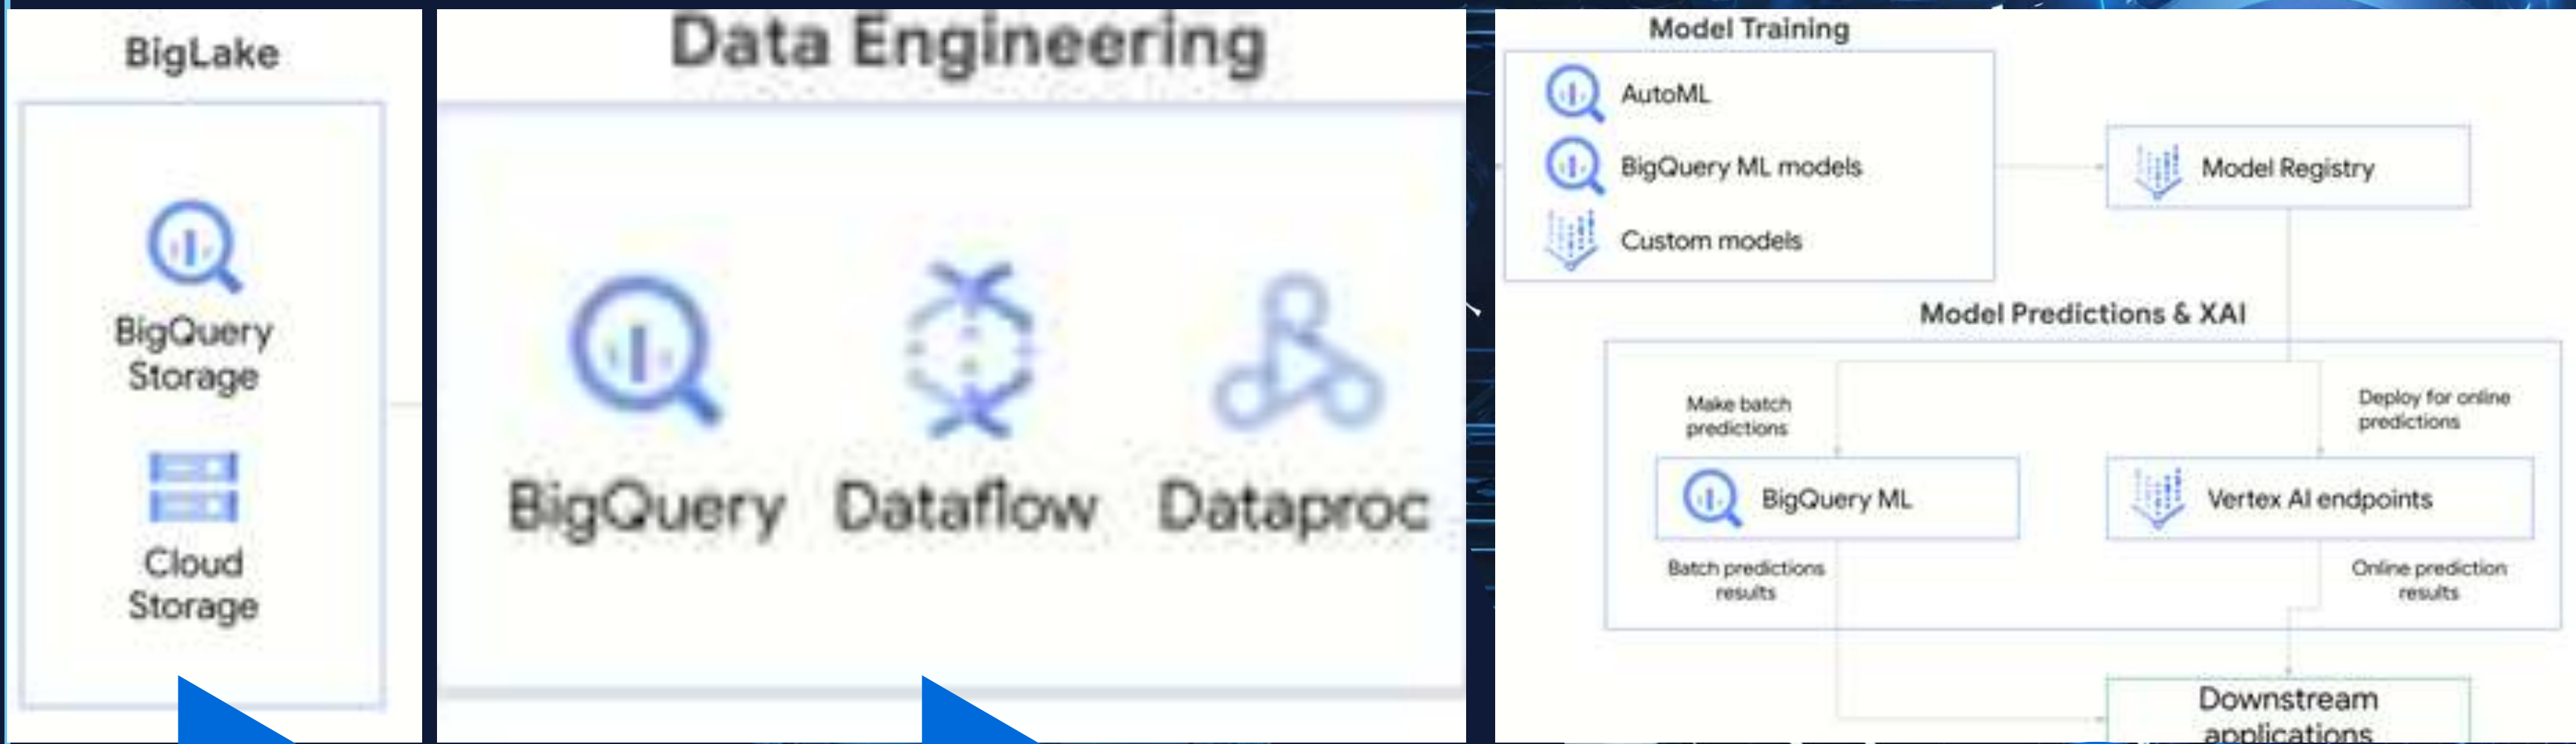 BigLake
BigQuery
Storage
Cloud
Storage
Data Engineering
BigQuery
Dataflow
Dataproc
Model Training
AutoML
BigQuery ML models
Custom models
Model Registry
Model Predictions & XAI
Make batch
predictions
Deploy for online
predictions
BigQuery ML
Vertex AI endpoints
Batch predictions
results
Online prediction
results
Downstream
applications